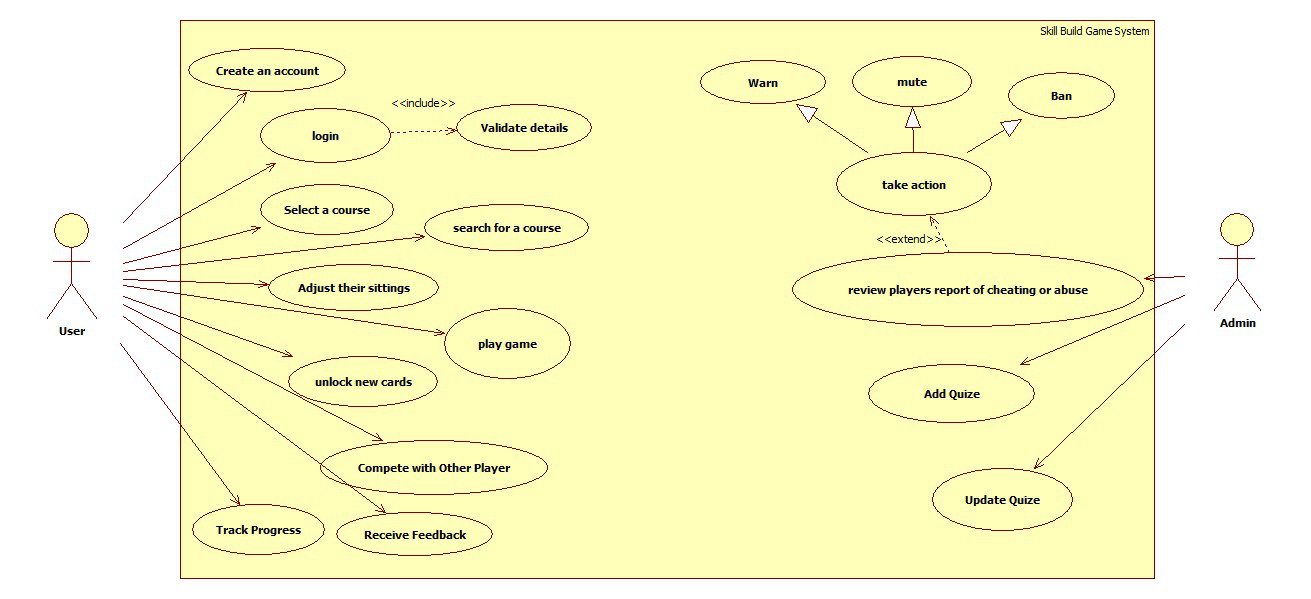 Skill Build Game System
Create an account
Warn
mute
Ban
<<include>>
login
Validate details
take action
Select a course
search for a course
<<extend>>
Adjust their sittings
review players report of cheating or abuse
User
Admin
play game
unlock new cards
Add Quize
Compete with Other Player
Update Quize
Track Progress
Receive Feedback